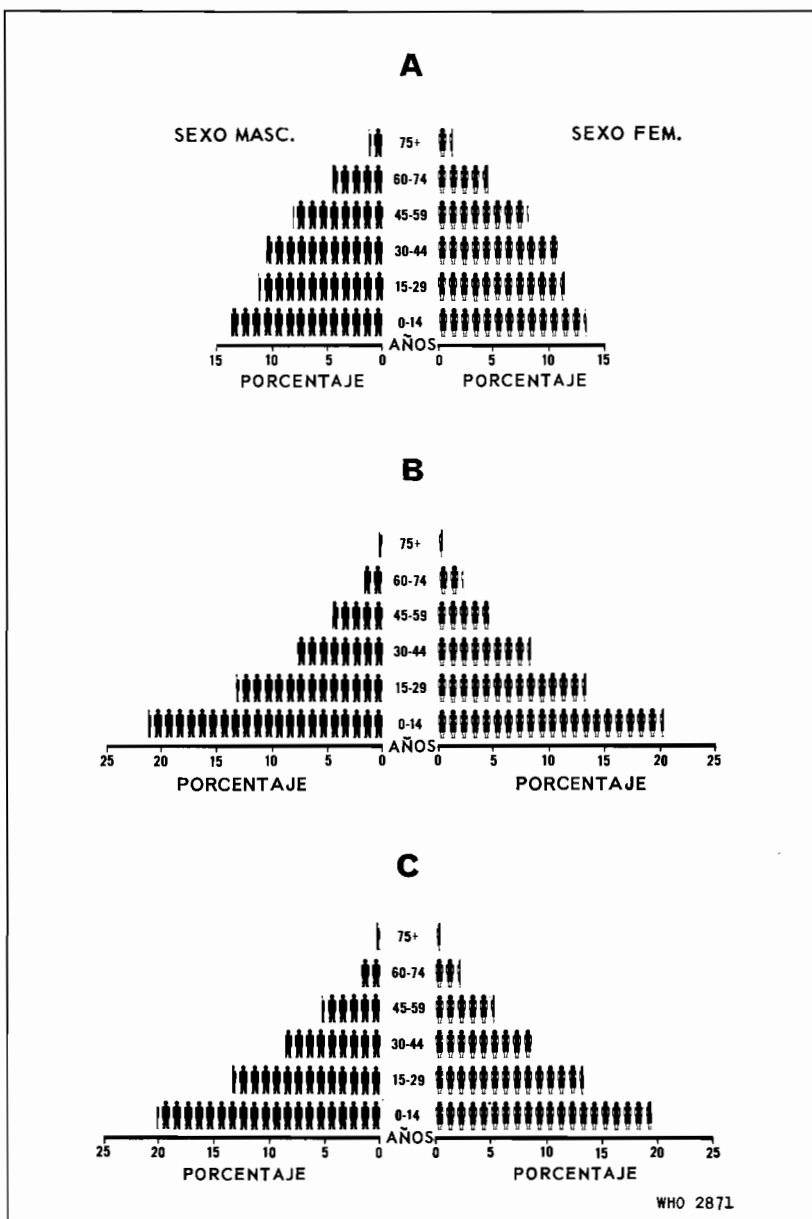 A
SEXO MASC.
SEXO FEM.
75+
60-74
45-59
30-44
15-29
0-14
AÑOS
15 10 5 0
0 5 10 15
PORCENTAJE
PORCENTAJE
B
75+
60-74
45-59
30-44
15-29
0-14
AÑOS
25 20 15 10 5 0
0 5 10 15 20 25
PORCENTAJE
PORCENTAJE
C
75+
60-74
45-59
30-44
15-29
0-14
AÑOS
25 20 15 10 5 0
0 5 10 15 20 25
PORCENTAJE
PORCENTAJE
WHO 2871